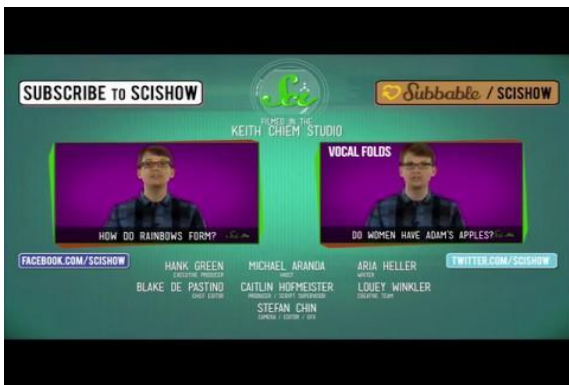 SUBSCRIBE TO SCISHOW
Sci
Subbable / SCISHOW
FILMED IN THE
KEITH CHIEM STUDIO
VOCAL FOLDS
HOW DO RAINBOWS FORM?
DO WOMEN HAVE ADAM'S APPLES?
FACEBOOK.COM/SCISHOW
TWITTER.COM/SCISHOW
HANK GREEN
EXECUTIVE PRODUCER
MICHAEL ARANDA
HOST
ARIA HELLER
WRITER
BLAKE DE PASTINO
CHIEF EDITOR
CAITLIN HOFMEISTER
PRODUCER / SCRIPT SUPERVISOR
LOUEY WINKLER
CREATIVE TEAM
STEFAN CHIN
CAMERA / EDITOR / GFX